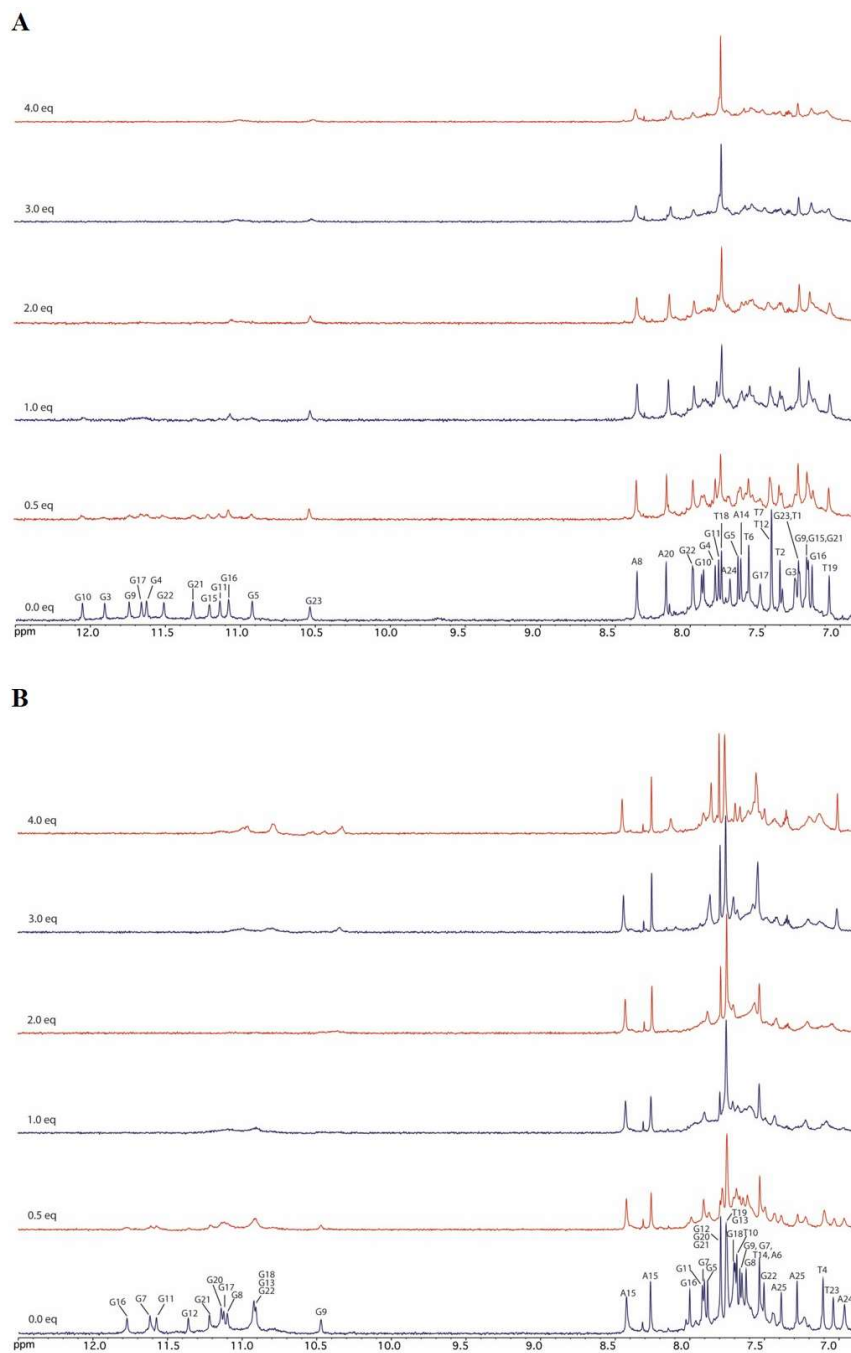 A
4.0 eq
3.0 eq
2.0 eq
1.0 eq
0.5 eq
T18
A14
T7
G23,T1
G11
G5
T12
G9,G15,G21
G17
G4
G16
G4
T6
T2
G16
G10
G3
G9
G22
G21
G15
G11
G5
G23
A8
A20
G22
G10
A24
G17
G3
T19
0.0 eq
ppm 12.0 11.5 11.0 10.5 10.0 9.5 9.0 8.5 8.0 7.5 7.0
B
4.0 eq
3.0 eq
2.0 eq
1.0 eq
0.5 eq
G12
G20
G21
T19
G13
G18
T10
G9, G7,
T14, A6
G20
G17
G18
G13
G22
G11
G7
G5
G8
G16
G7
G11
G12
G21
G8
G9
A15
A15
G16
G22
A25
A25
T4
T23
A24
0.0 eq
ppm 12.0 11.5 11.0 10.5 10.0 9.5 9.0 8.5 8.0 7.5 7.0